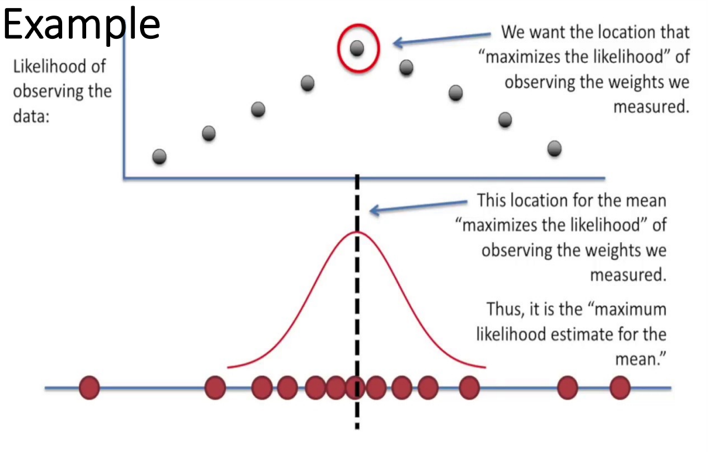 Example
Likelihood of
observing the
data:
We want the location that
“maximizes the likelihood” of
observing the weights we
measured.
This location for the mean
“maximizes the likelihood” of
observing the weights we
measured.
Thus, it is the “maximum
likelihood estimate for the
mean.”